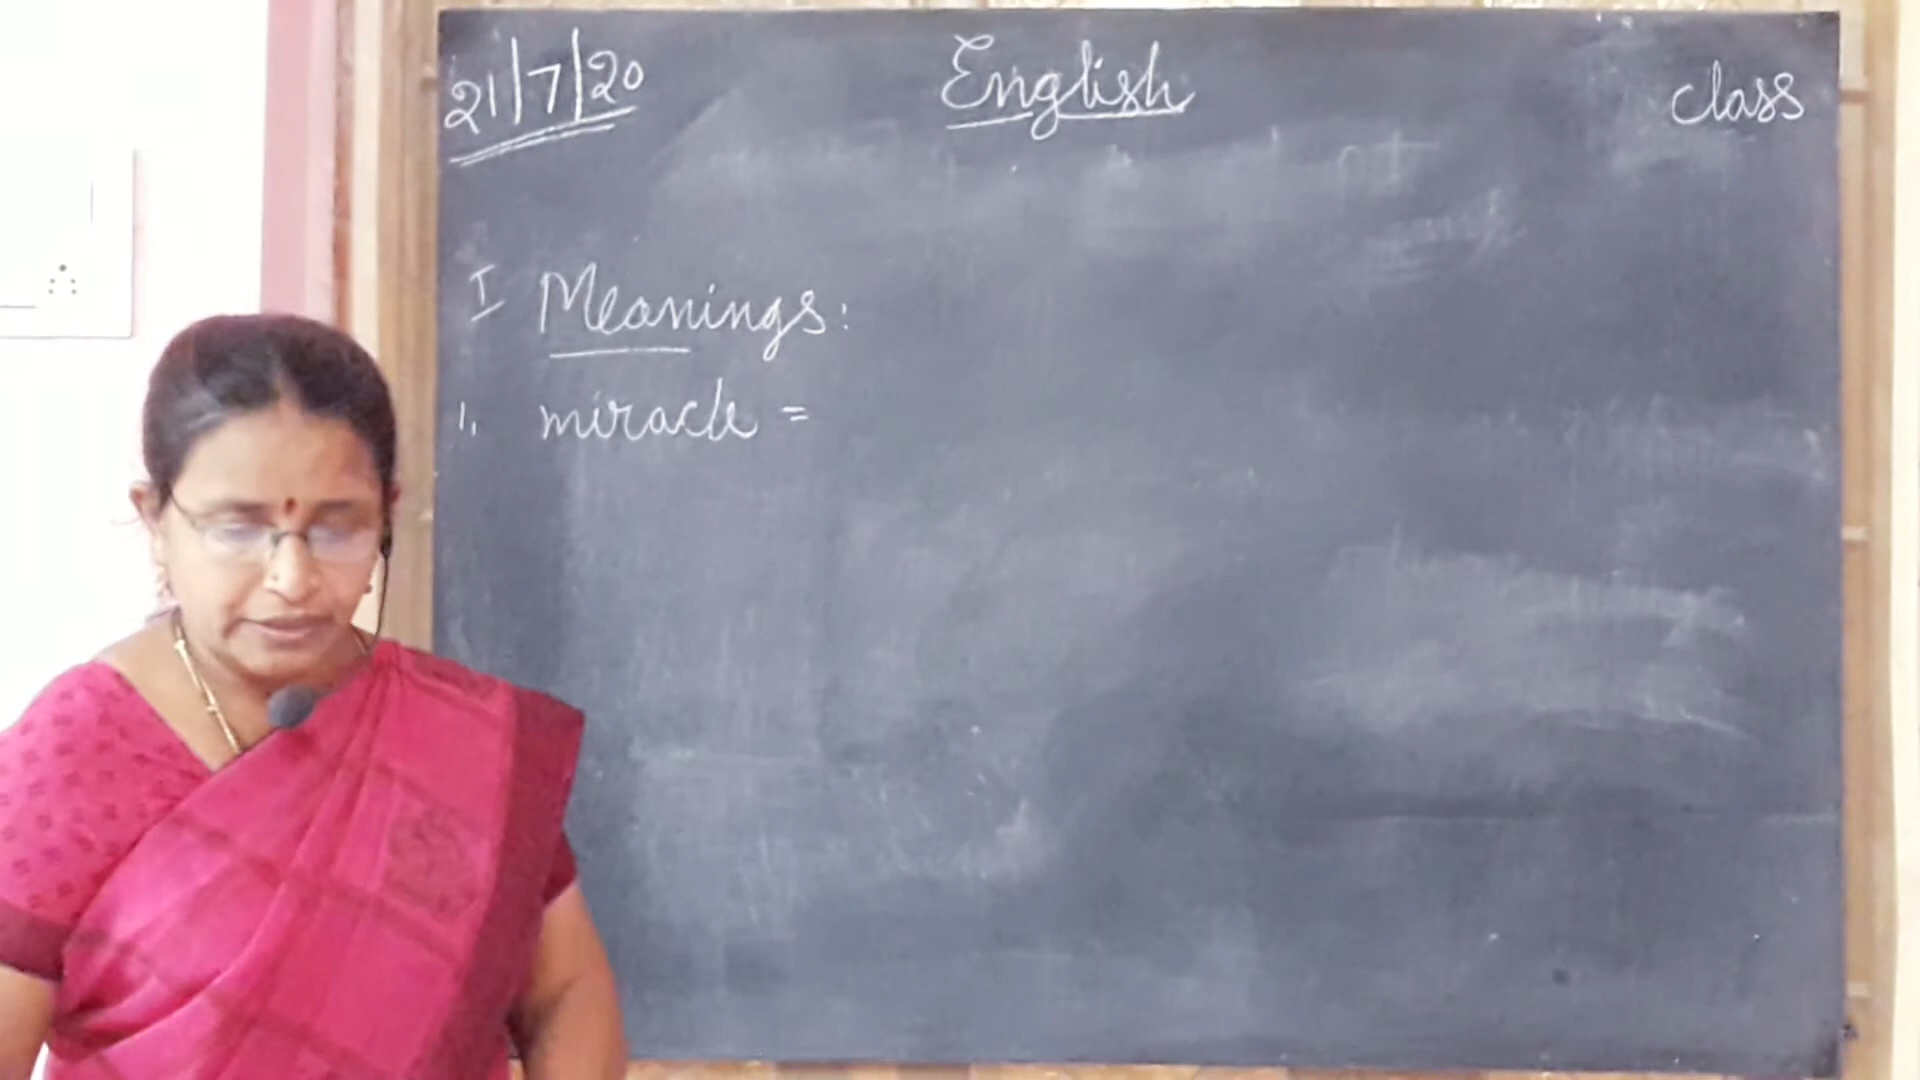 21/7/20 English class
I Meanings:
1. miracle =